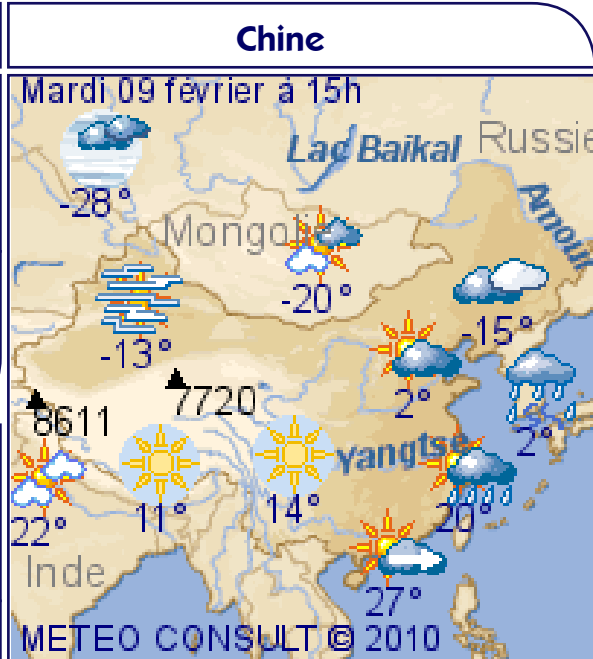 Chine
Mardi 09 février à 15h
Lac Baikal
Russie
-28°
Amour
Mongolie
-20°
-15°
-13°
7720
2°
8611
2°
Yangtse
22°
11°
14°
20°
Inde
27°
METEO CONSULT © 2010